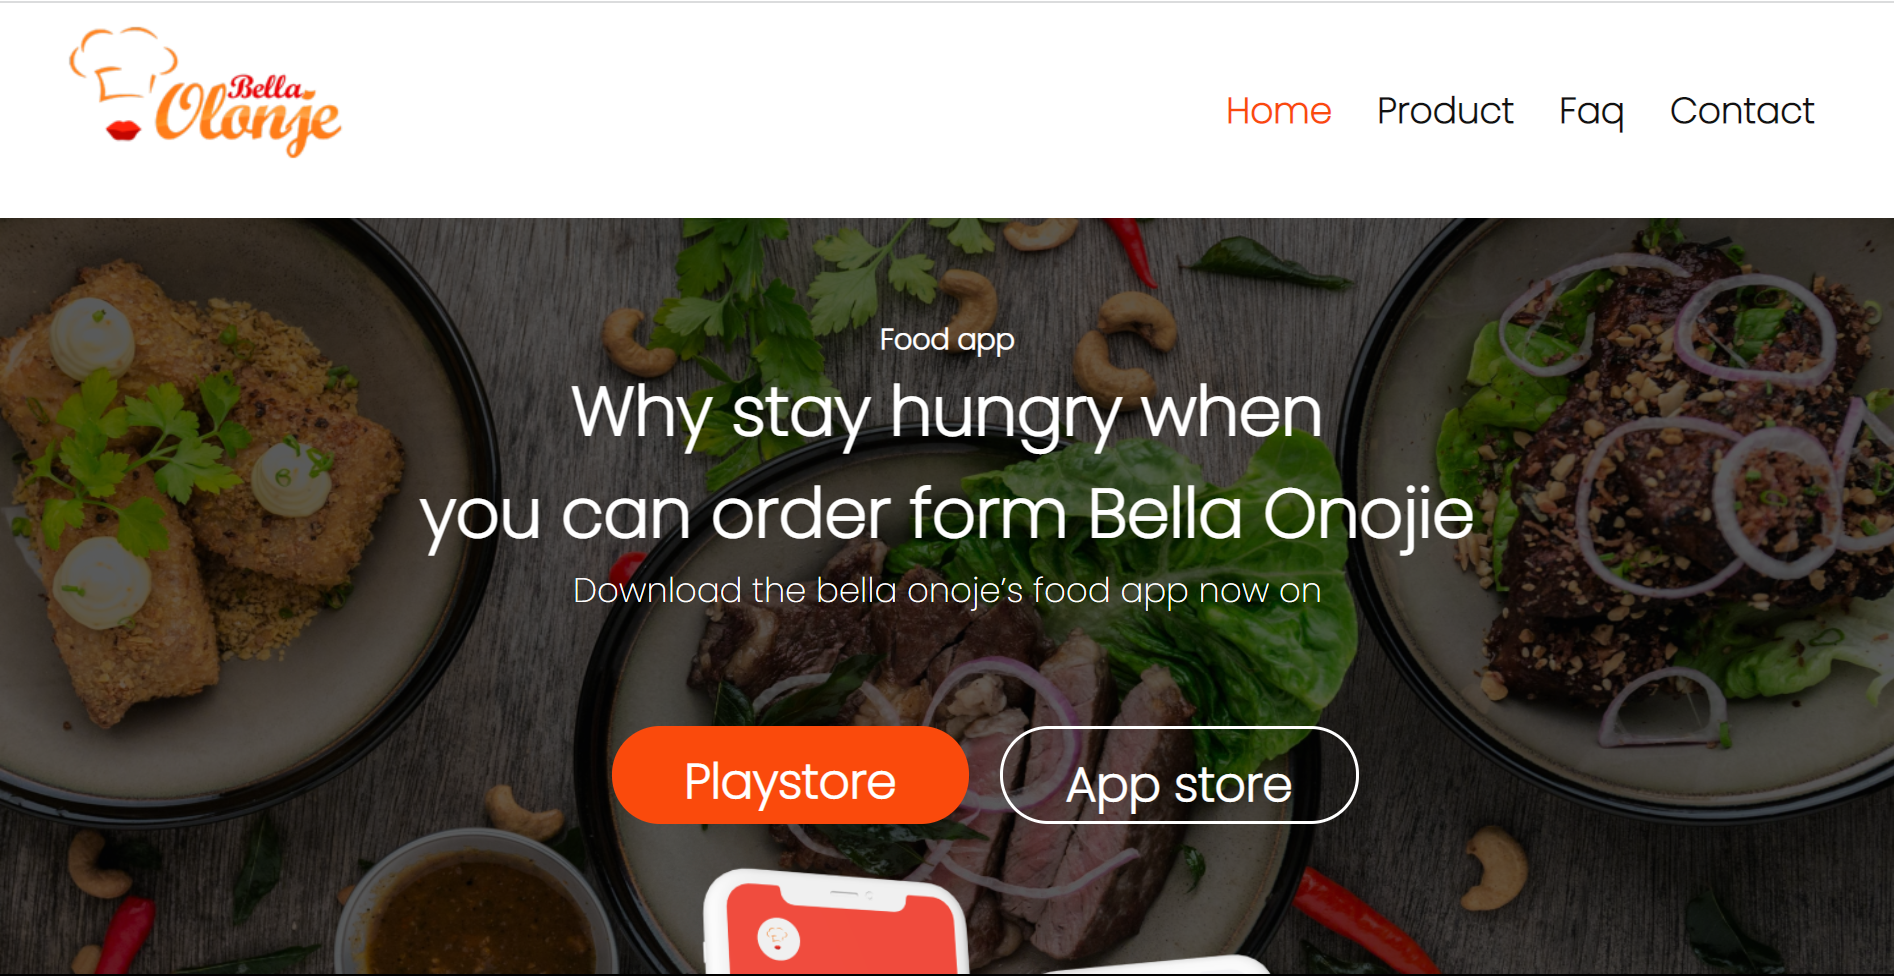 Bella
Olonje
Home Product Faq Contact
Food app
Why stay hungry when
you can order form Bella Onojie
Download the bella onoje’s food app now on
Playstore App store